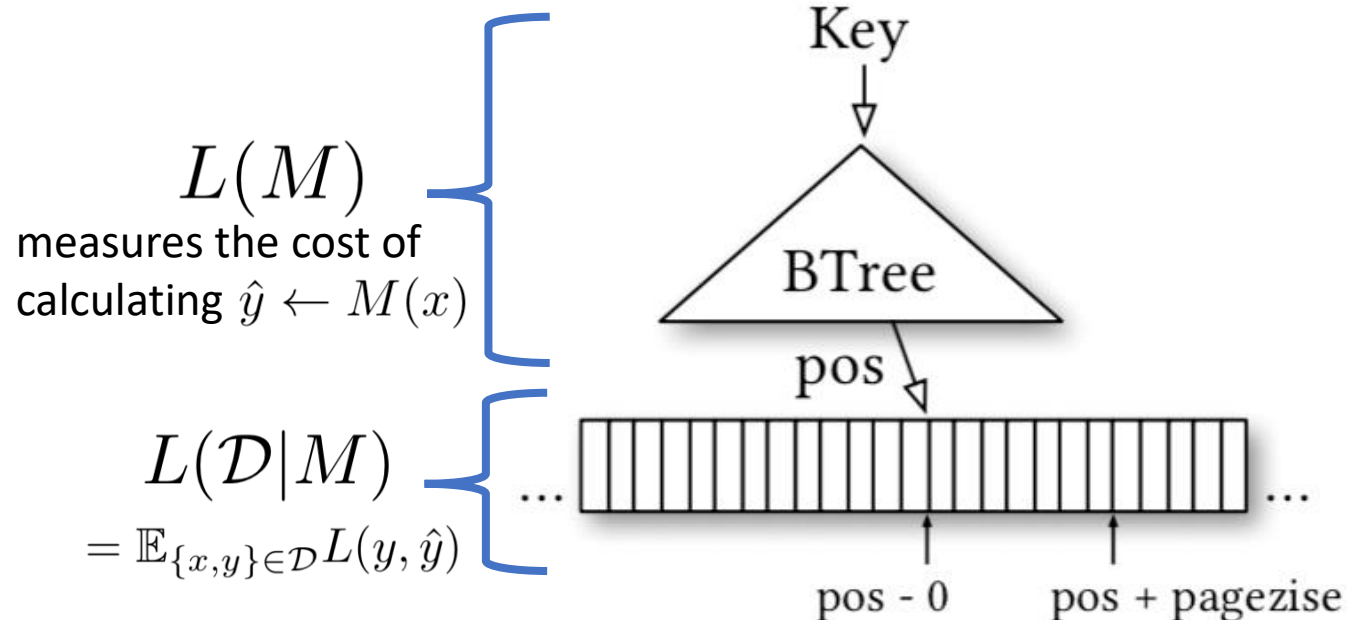 Key
L(M)
measures the cost of
calculating ŷ ← M(x)
BTree
pos
L(𝒟|M)
= 𝔼_{{x,y}∈𝒟} L(y, ŷ)
... ...
pos - 0 pos + pagezise